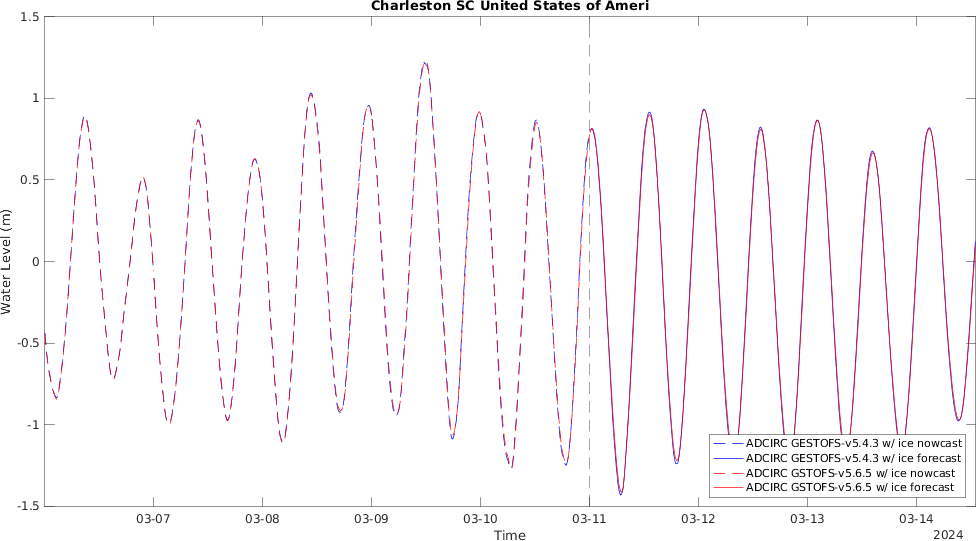 Charleston SC United States of Ameri
Water Level (m)
1.5
1
0.5
0
-0.5
-1
-1.5
ADCIRC GESTOFS-v5.4.3 w/ ice nowcast
ADCIRC GESTOFS-v5.4.3 w/ ice forecast
ADCIRC GSTOFS-v5.6.5 w/ ice nowcast
ADCIRC GSTOFS-v5.6.5 w/ ice forecast
03-07 03-08 03-09 03-10 03-11 03-12 03-13 03-14
Time
2024